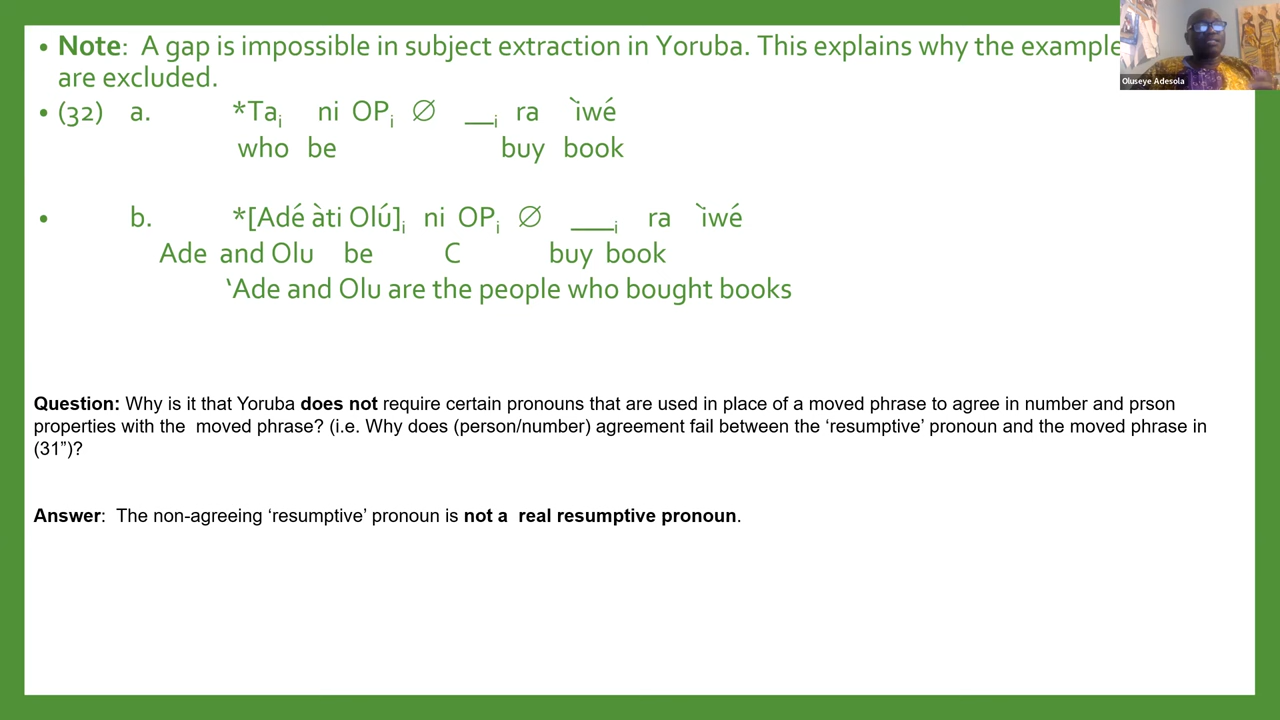 • Note: A gap is impossible in subject extraction in Yoruba. This explains why the example
are excluded.
Oluseye Adesola
• (32) a. *Taᵢ ni OPᵢ ∅ __ᵢ ra ̀iwé
who be buy book
• b. *[Adé àti Olú]ᵢ ni OPᵢ ∅ ___ᵢ ra ̀iwé
Ade and Olu be C buy book
‘Ade and Olu are the people who bought books
Question: Why is it that Yoruba does not require certain pronouns that are used in place of a moved phrase to agree in number and prson
properties with the moved phrase? (i.e. Why does (person/number) agreement fail between the ‘resumptive’ pronoun and the moved phrase in
(31”)?
Answer: The non-agreeing ‘resumptive’ pronoun is not a real resumptive pronoun.